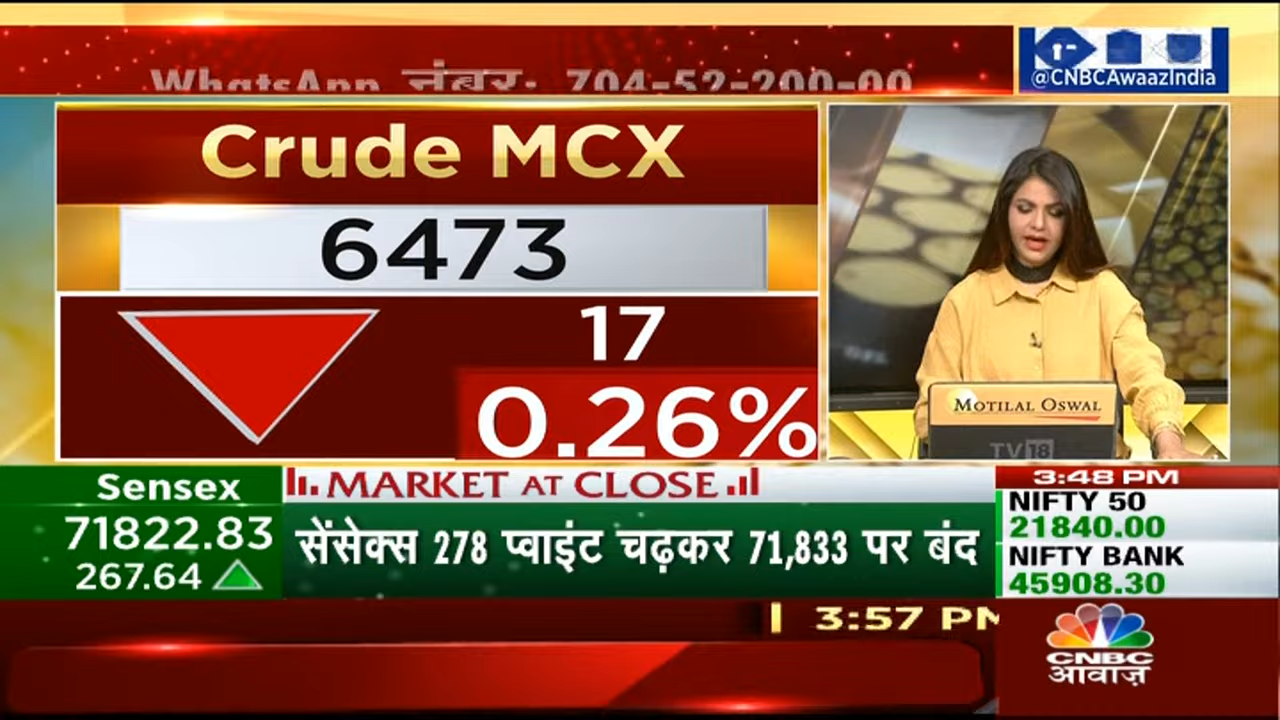 WhatsApp नंबर: 704-52-200-00
@CNBCAwaazIndia
Crude MCX
6473
17
0.26%
MOTILAL OSWAL
TV18
Sensex
71822.83
267.64
MARKET AT CLOSE
सेंसेक्स 278 प्वाइंट चढ़कर 71,833 पर बंद
3:48 PM
NIFTY 50
21840.00
NIFTY BANK
45908.30
3:57 PM
CNBC
आवाज़